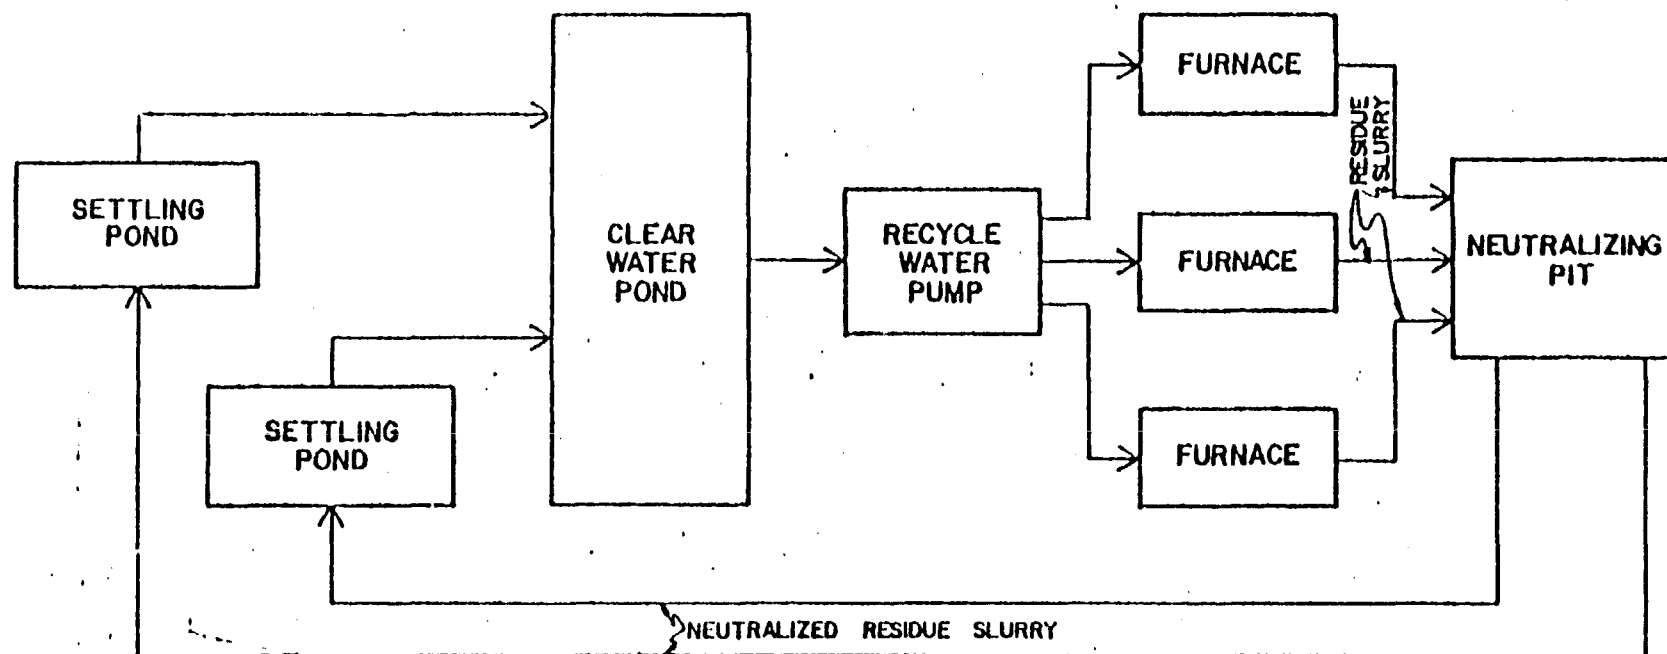 SETTLING
POND
SETTLING
POND
CLEAR
WATER
POND
RECYCLE
WATER
PUMP
FURNACE
FURNACE
FURNACE
RESIDUE
SLURRY
NEUTRALIZING
PIT
NEUTRALIZED RESIDUE SLURRY